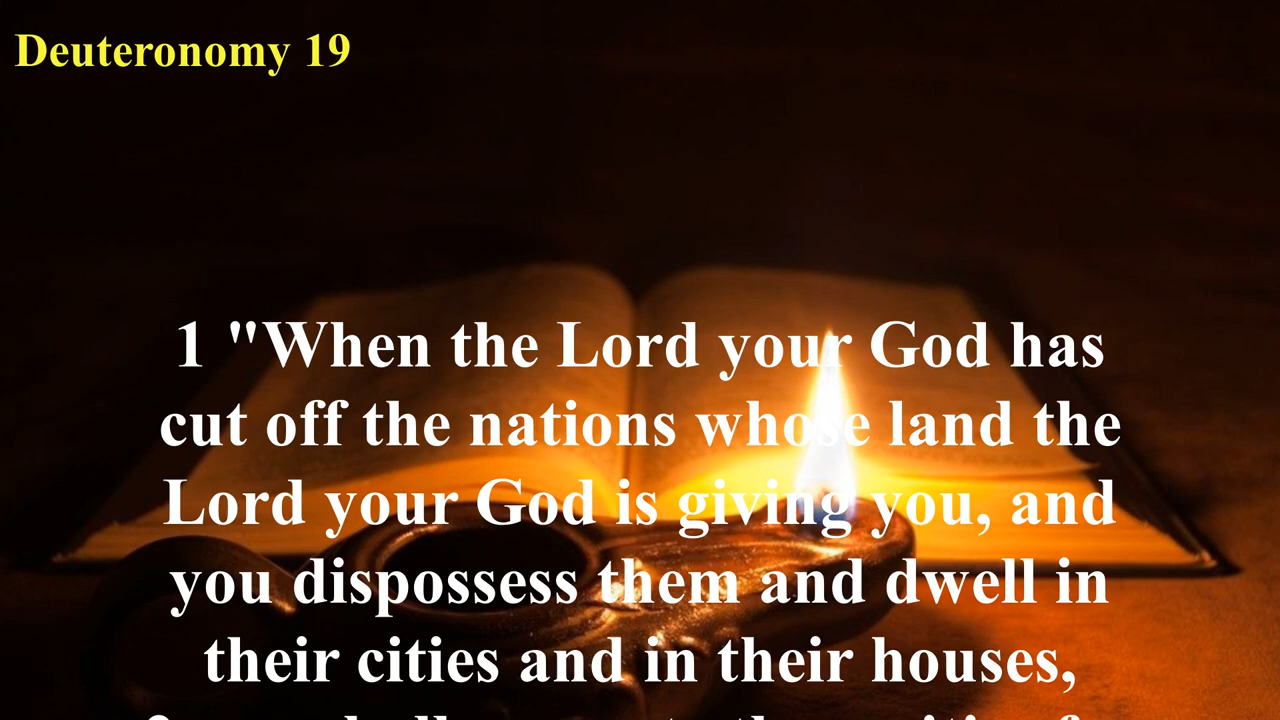 Deuteronomy 19
1 "When the Lord your God has
cut off the nations whose land the
Lord your God is giving you, and
you dispossess them and dwell in
their cities and in their houses,